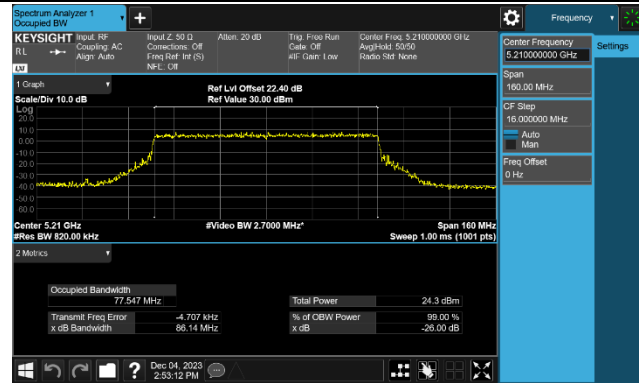 Spectrum Analyzer 1
Occupied BW
Frequency
KEYSIGHT
RL
LXI
Input: RF
Coupling: AC
Align: Auto
Input Z: 50 Ω
Corrections: Off
Freq Ref: Int (S)
NFE: Off
Atten: 20 dB
Trig: Free Run
Gate: Off
#IF Gain: Low
Center Freq: 5.210000000 GHz
Avg|Hold: 50/50
Radio Std: None
Center Frequency
5.210000000 GHz
Settings
Span
160.00 MHz
CF Step
16.000000 MHz
Auto
Man
Freq Offset
0 Hz
1 Graph
Scale/Div 10.0 dB
Ref Lvl Offset 22.40 dB
Ref Value 30.00 dBm
Log
20.0
10.0
0.00
-10.0
-20.0
-30.0
-40.0
-50.0
-60.0
Center 5.21 GHz
#Res BW 820.00 kHz
#Video BW 2.7000 MHz*
Span 160 MHz
Sweep 1.00 ms (1001 pts)
2 Metrics
Occupied Bandwidth
77.547 MHz
Total Power 24.3 dBm
Transmit Freq Error -4.707 kHz
% of OBW Power 99.00 %
x dB Bandwidth 86.14 MHz
x dB -26.00 dB
Dec 04, 2023
2:53:12 PM